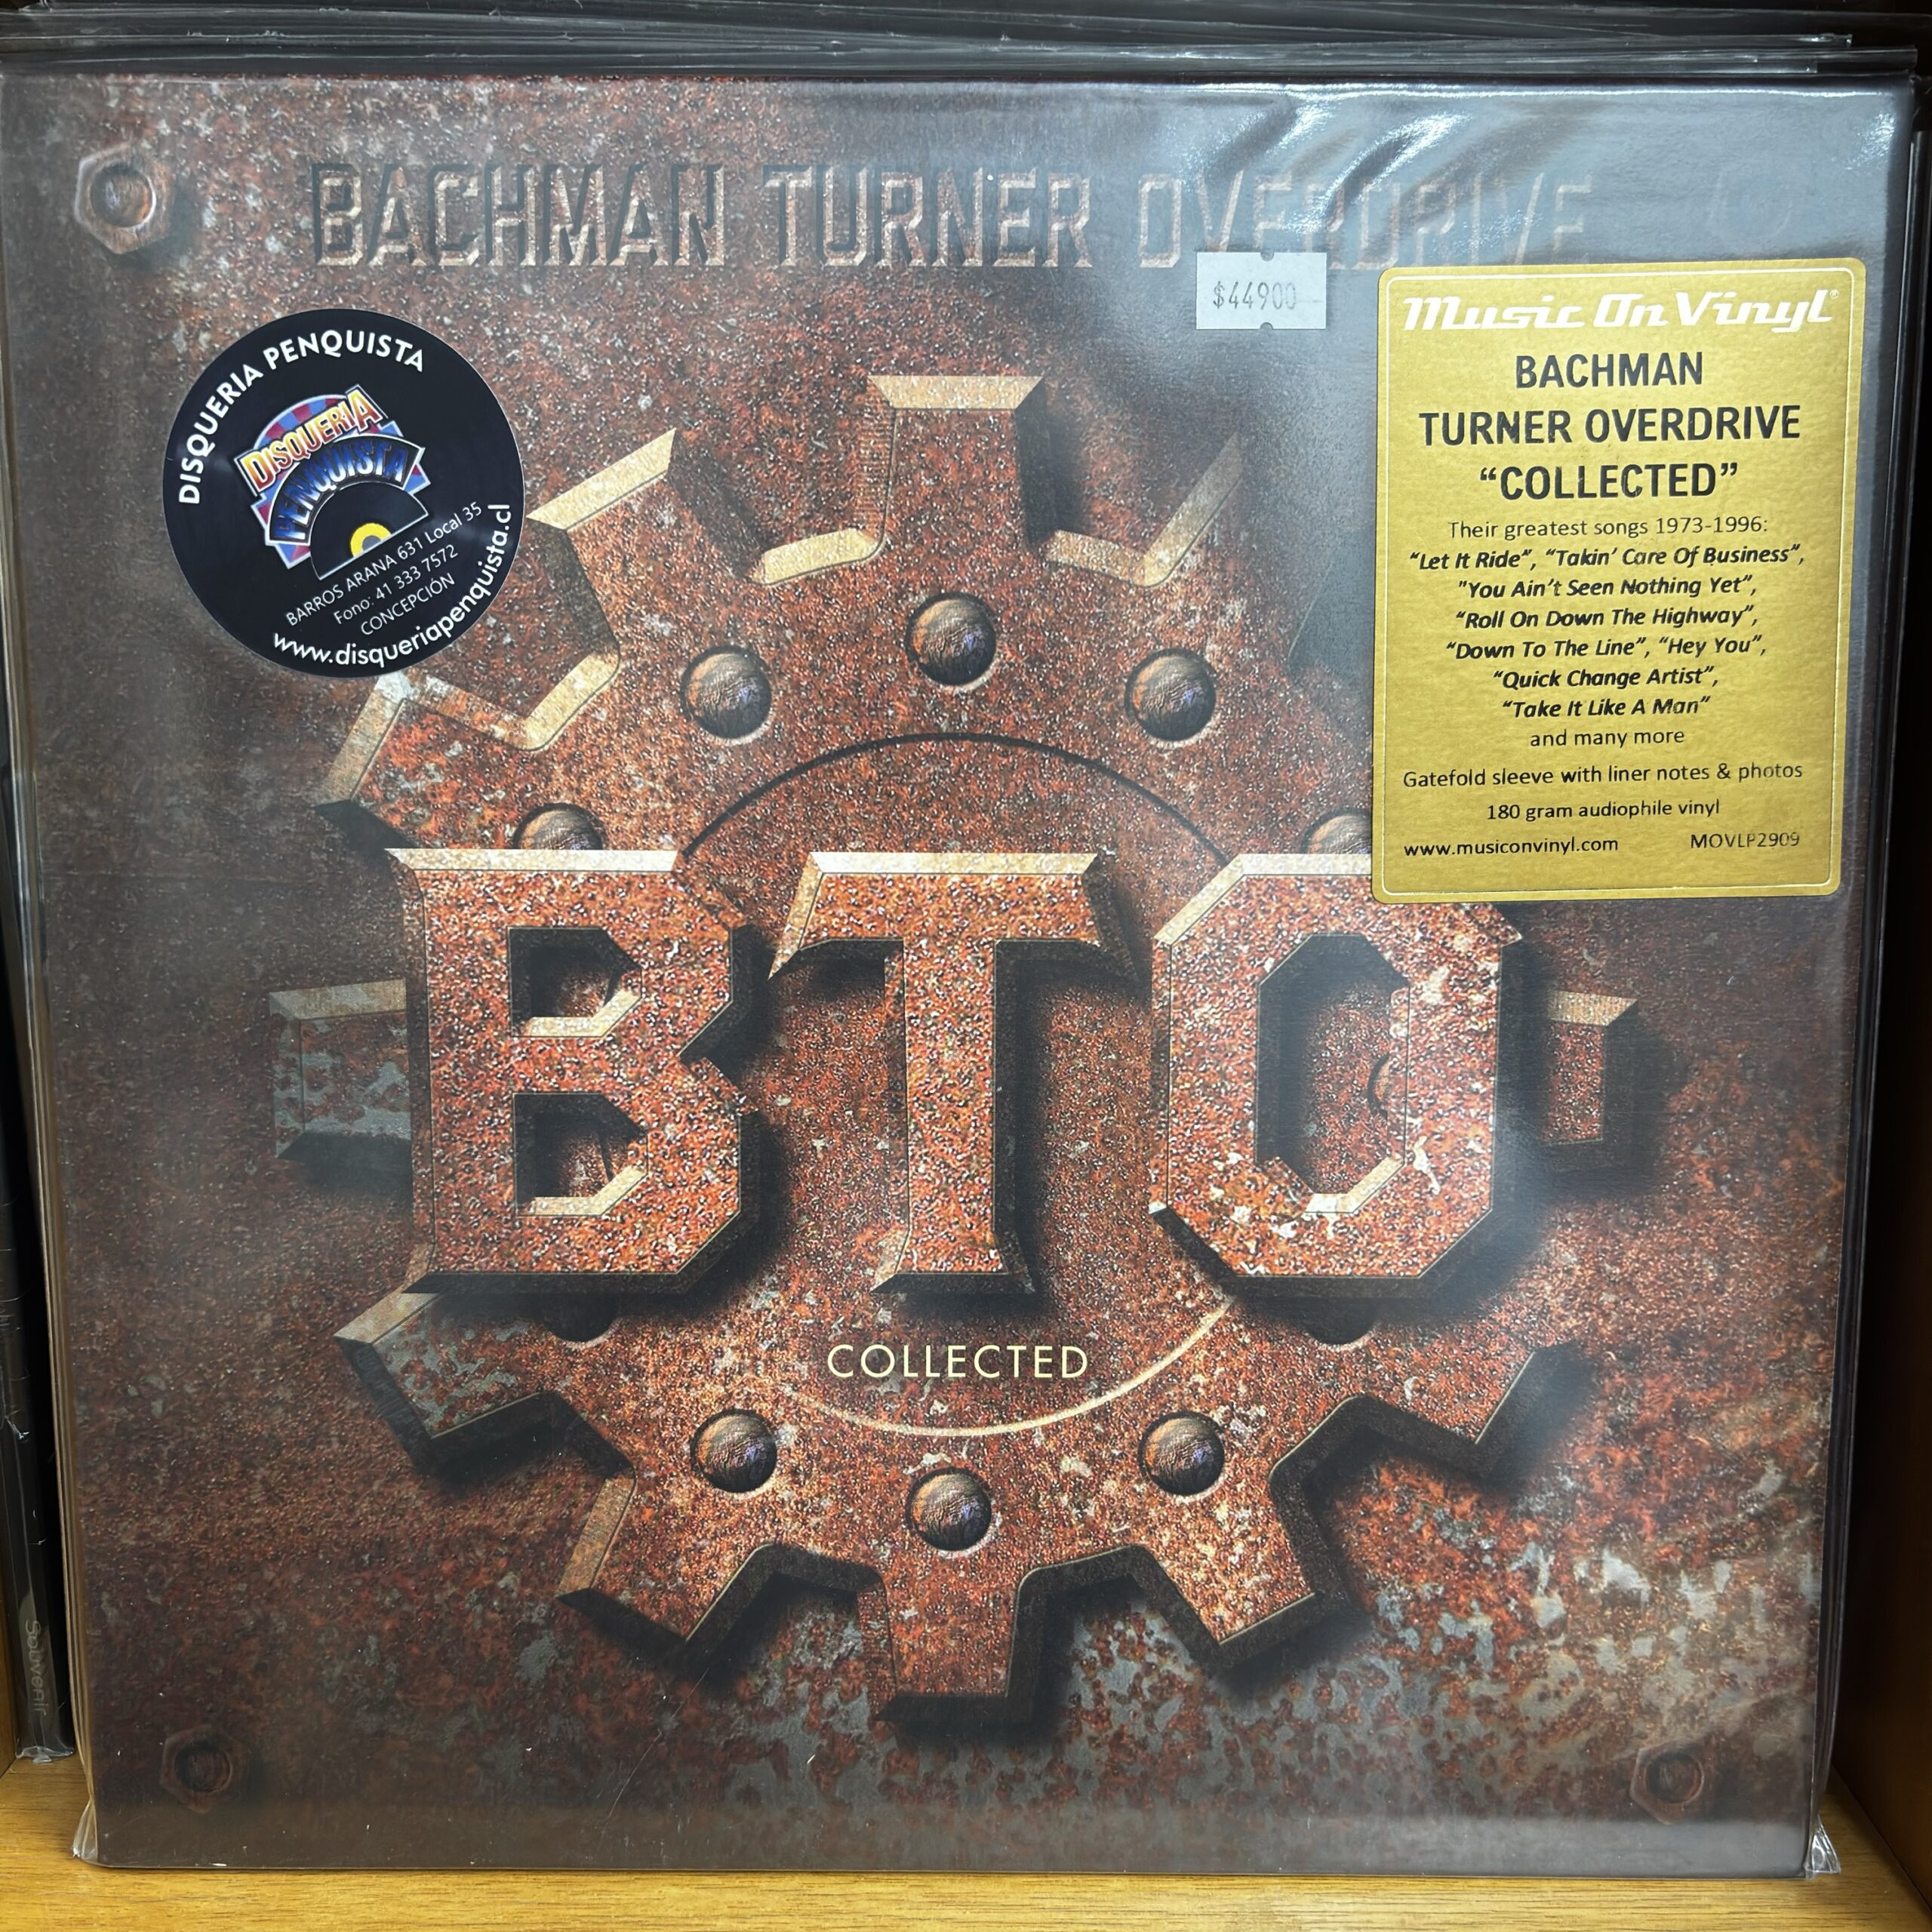 BACHMAN TURNER OVERDRIVE
$44900
DISQUERIA PENQUISTA
DISQUERIA
PENQUISTA
BARROS ARANA 631 Local 35
Fono: 41 333 7572
CONCEPCIÓN
www.disqueriapenquista.cl
Music On Vinyl®
BACHMAN
TURNER OVERDRIVE
“COLLECTED”
Their greatest songs 1973-1996:
“Let It Ride”, “Takin’ Care Of Business”,
"You Ain’t Seen Nothing Yet”,
“Roll On Down The Highway”,
“Down To The Line”, “Hey You”,
“Quick Change Artist”,
“Take It Like A Man”
and many more
Gatefold sleeve with liner notes & photos
180 gram audiophile vinyl
www.musiconvinyl.com MOVLP2909
BTO
COLLECTED
Souvenir